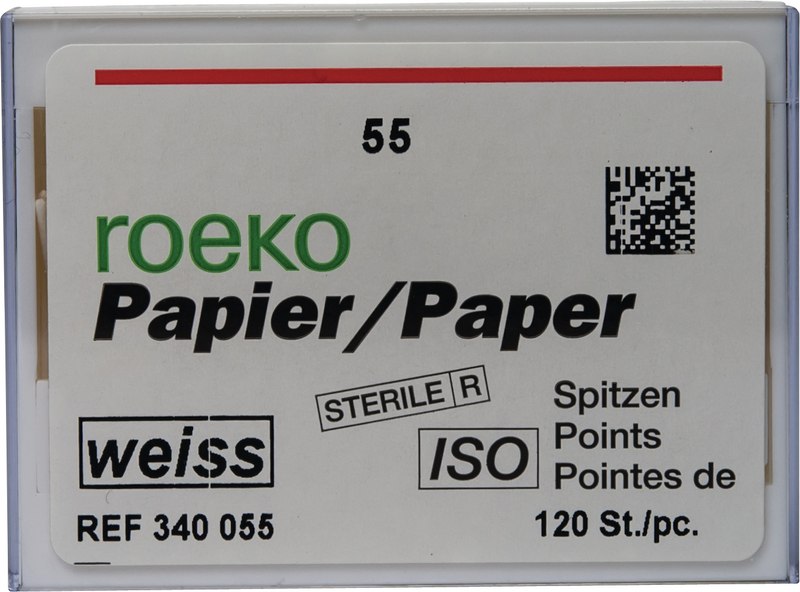 55
roeko
Papier/Paper
STERILE R
Spitzen
Points
Pointes de
weiss
ISO
REF 340 055
120 St./pc.